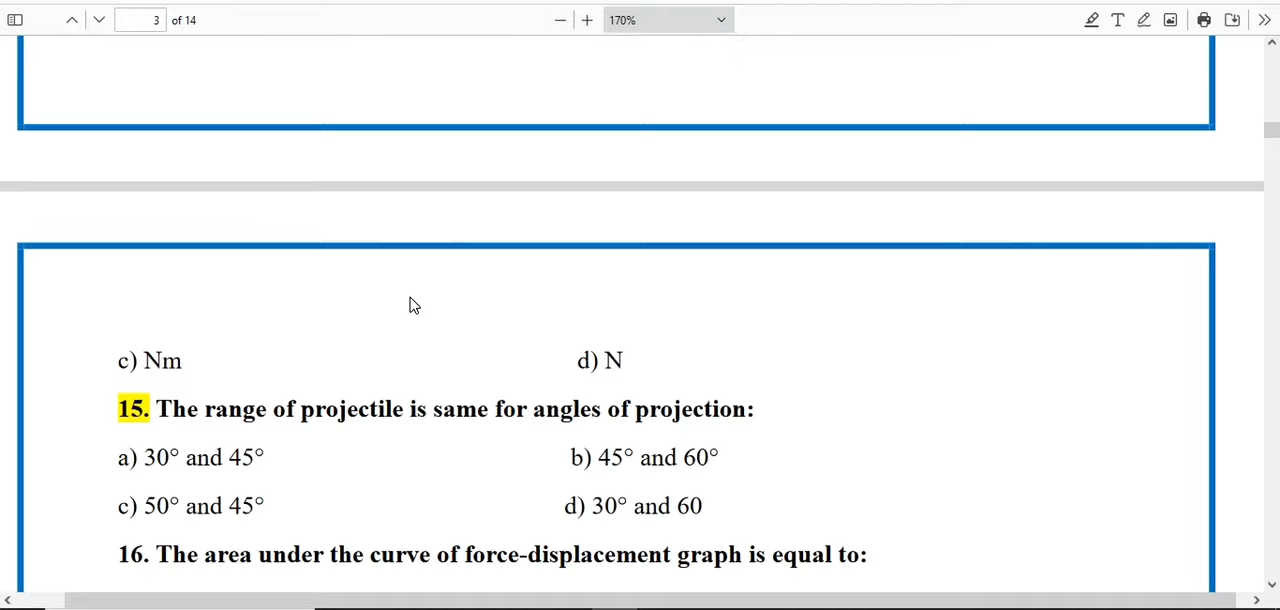 3 of 14
170%
c) Nm d) N
15. The range of projectile is same for angles of projection:
a) 30° and 45° b) 45° and 60°
c) 50° and 45° d) 30° and 60
16. The area under the curve of force-displacement graph is equal to: